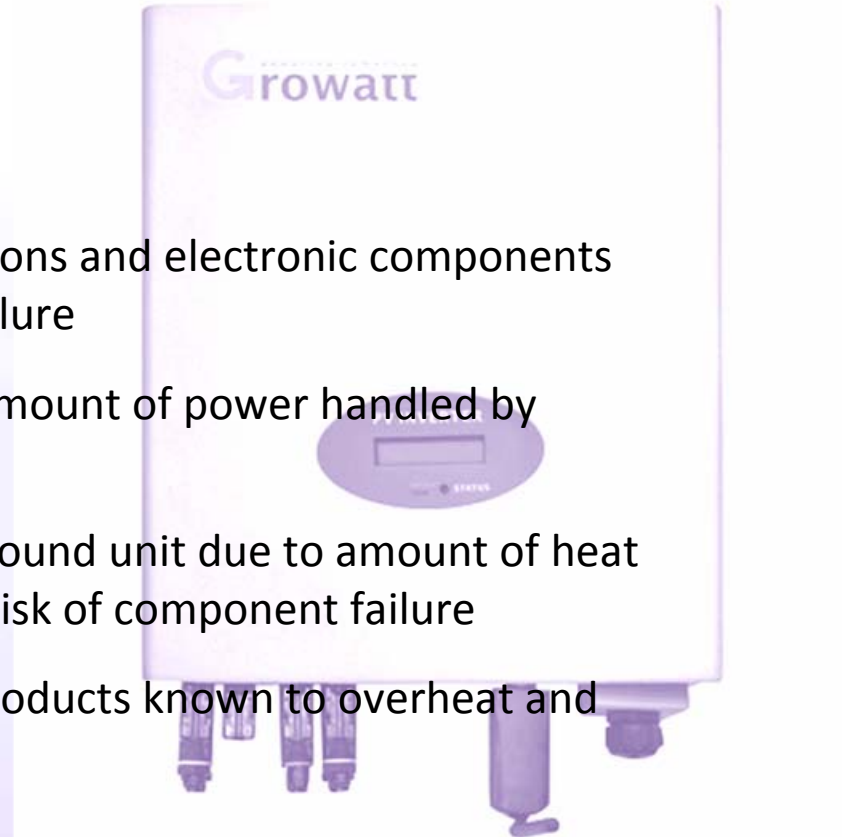 Growatt
ons and electronic components
lure
mount of power handled by
ound unit due to amount of heat
isk of component failure
oducts known to overheat and
STATUS